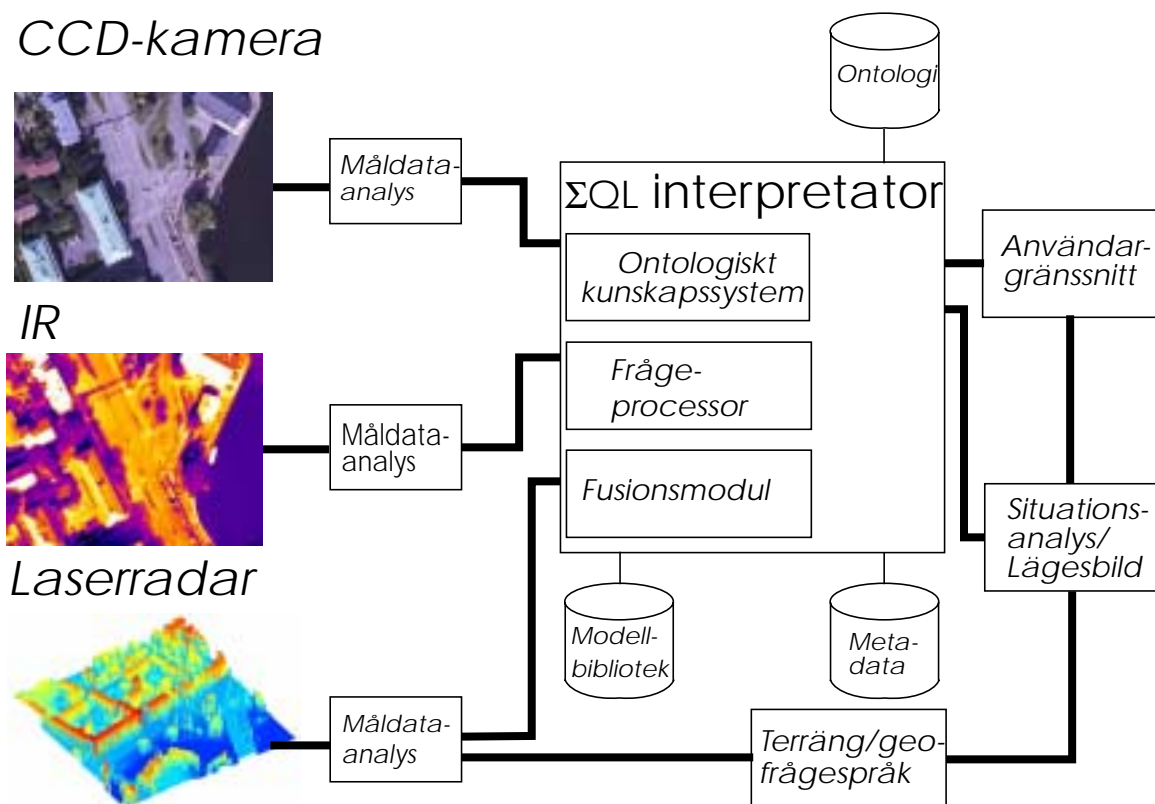 CCD-kamera
Ontologi
Måldata-
analys
ΣQL interpretator
Ontologiskt
kunskapssystem
Användar-
gränssnitt
IR
Fråge-
processor
Måldata-
analys
Fusionsmodul
Situations-
analys/
Lägesbild
Laserradar
Modell-
bibliotek
Meta-
data
Måldata-
analys
Terräng/geo-
frågespråk